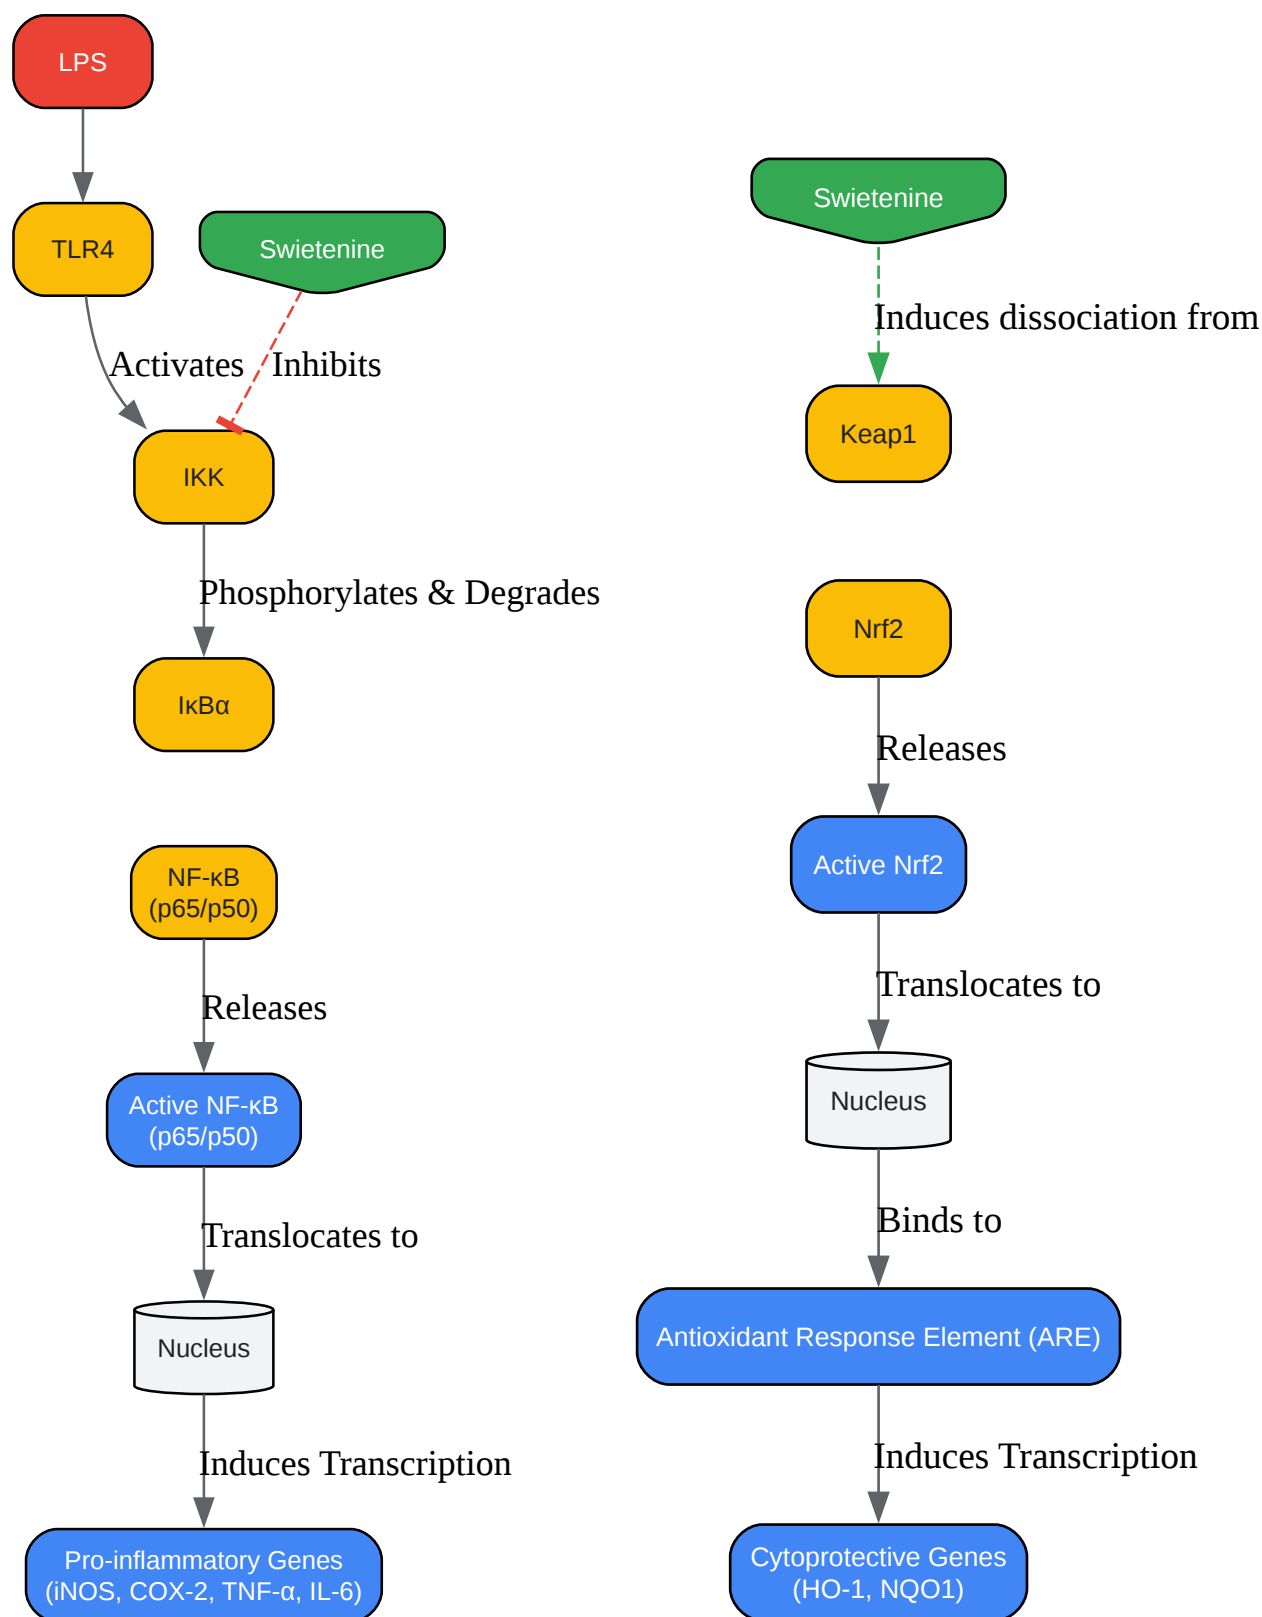 LPS
TLR4
Swietenine
Activates
Inhibits
IKK
Phosphorylates & Degrades
IκBα
NF-κB
(p65/p50)
Releases
Active NF-κB
(p65/p50)
Translocates to
Nucleus
Induces Transcription
Pro-inflammatory Genes
(iNOS, COX-2, TNF-α, IL-6)
Swietenine
Induces dissociation from
Keap1
Nrf2
Releases
Active Nrf2
Translocates to
Nucleus
Binds to
Antioxidant Response Element (ARE)
Induces Transcription
Cytoprotective Genes
(HO-1, NQO1)